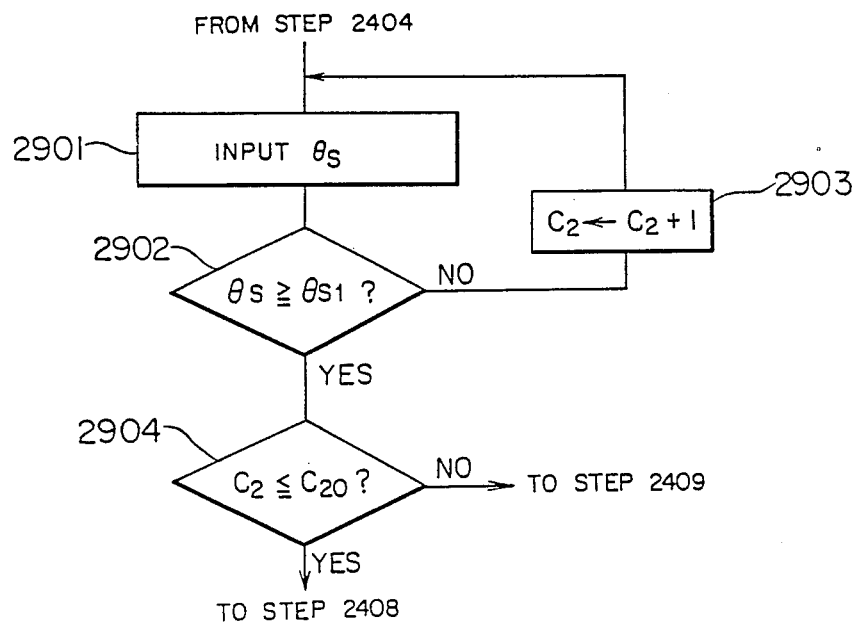 FROM STEP 2404
2901
INPUT θS
2903
C2 ← C2 + 1
2902
θS ≧ θS1 ?
NO
YES
2904
C2 ≦ C20 ?
NO
TO STEP 2409
YES
TO STEP 2408